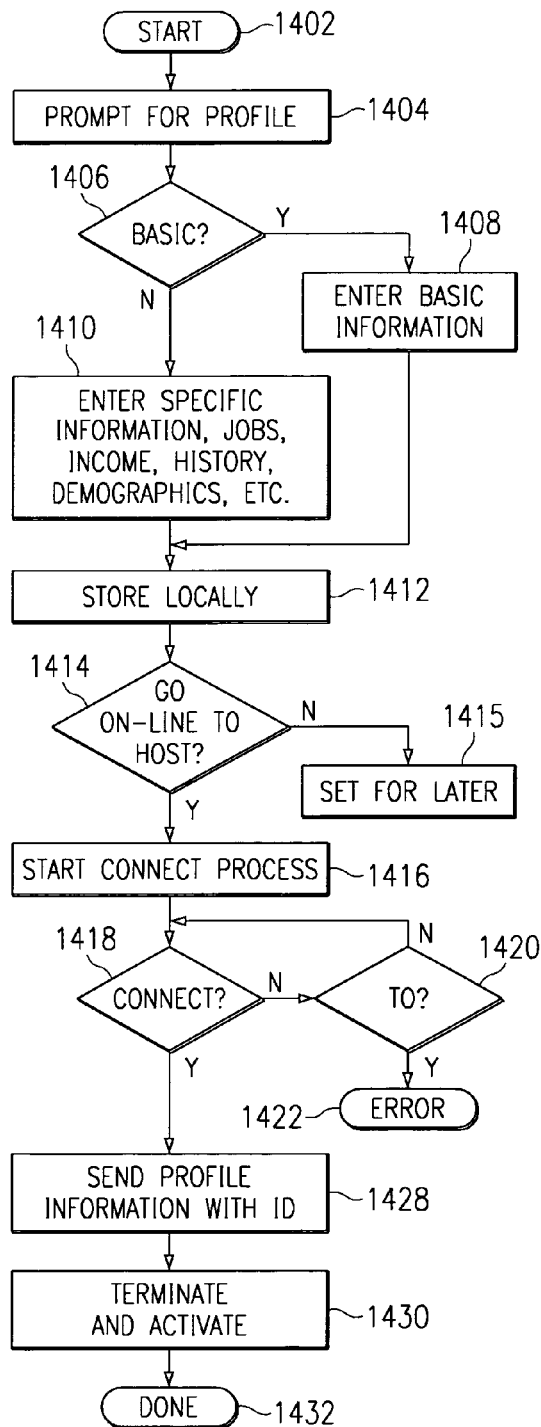 START
1402
PROMPT FOR PROFILE
1404
1406
BASIC?
Y
N
1408
ENTER BASIC
INFORMATION
1410
ENTER SPECIFIC
INFORMATION, JOBS,
INCOME, HISTORY,
DEMOGRAPHICS, ETC.
STORE LOCALLY
1412
1414
GO
ON-LINE TO
HOST?
N
Y
1415
SET FOR LATER
START CONNECT PROCESS
1416
1418
CONNECT?
N
Y
N
1420
TO?
Y
1422
ERROR
SEND PROFILE
INFORMATION WITH ID
1428
TERMINATE
AND ACTIVATE
1430
DONE
1432